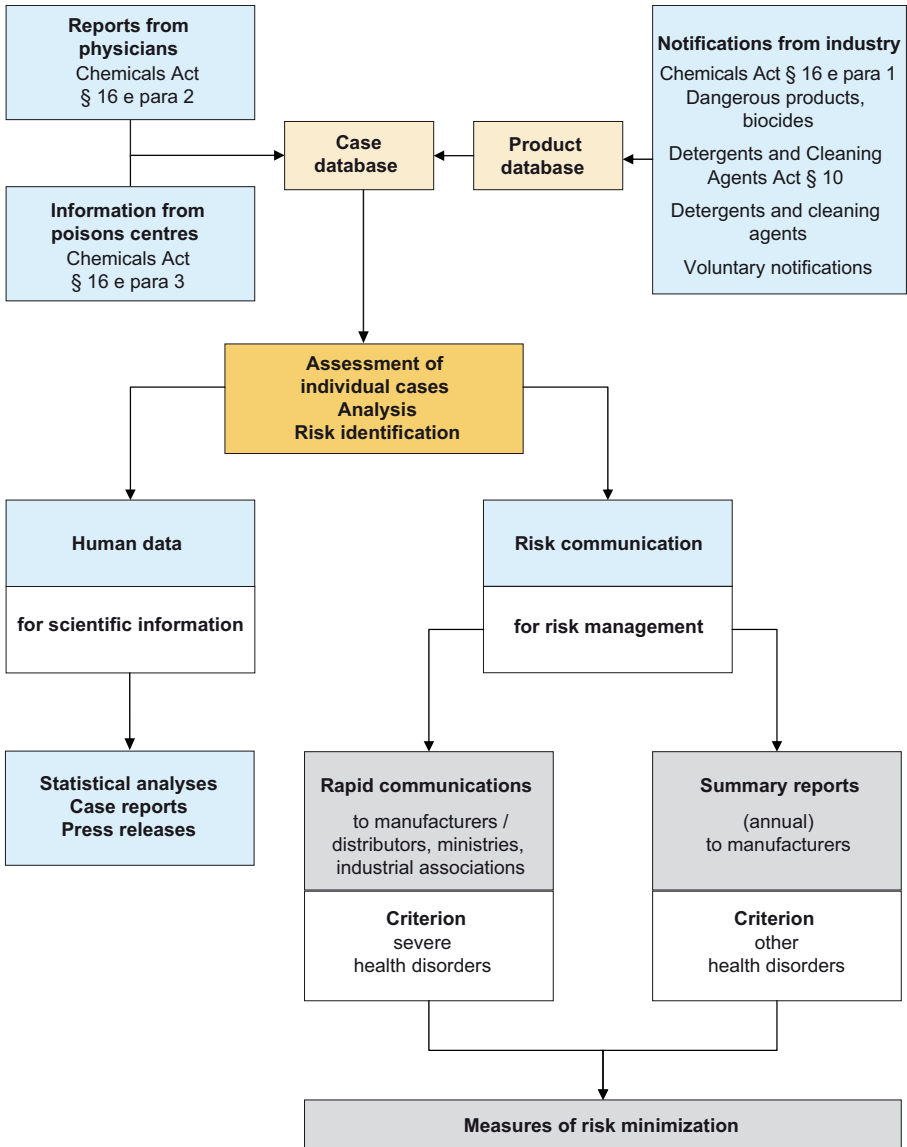 Reports from
physicians
Chemicals Act
§ 16 e para 2
Notifications from industry
Chemicals Act § 16 e para 1
Dangerous products,
biocides
Detergents and Cleaning
Agents Act § 10
Detergents and cleaning
agents
Voluntary notifications
Case
database
Product
database
Information from
poisons centres
Chemicals Act
§ 16 e para 3
Assessment of
individual cases
Analysis
Risk identification
Human data
for scientific information
Risk communication
for risk management
Statistical analyses
Case reports
Press releases
Rapid communications
to manufacturers /
distributors, ministries,
industrial associations
Criterion
severe
health disorders
Summary reports
(annual)
to manufacturers
Criterion
other
health disorders
Measures of risk minimization